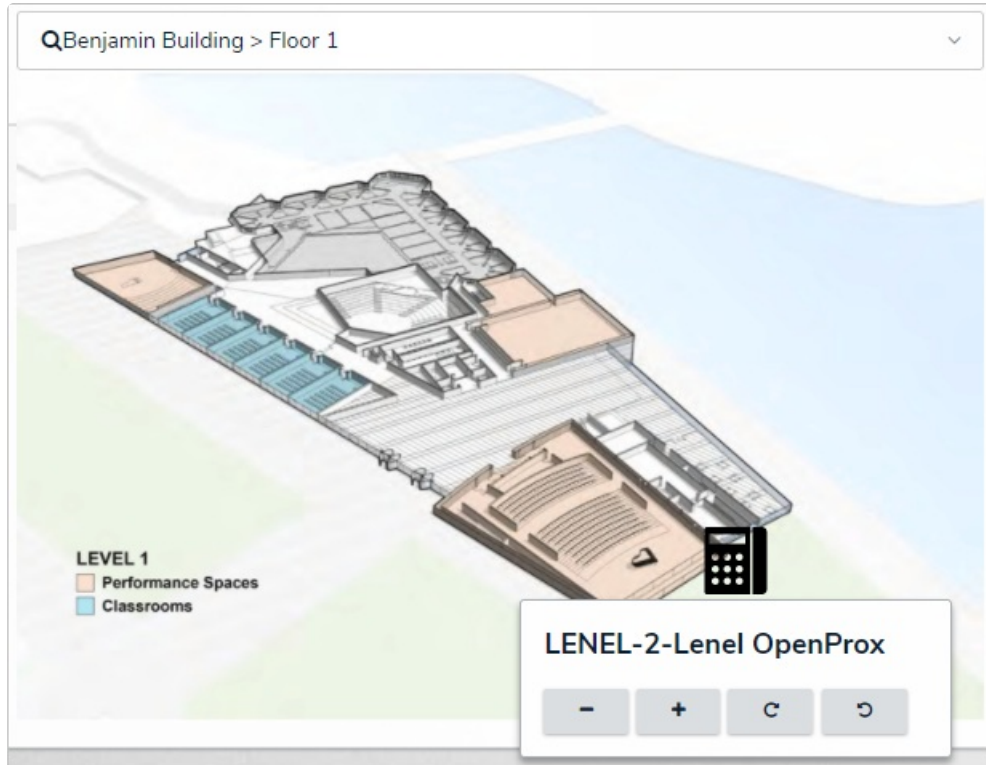 Benjamin Building > Floor 1
LEVEL 1
Performance Spaces
Classrooms
LENEL-2-Lenel OpenProx